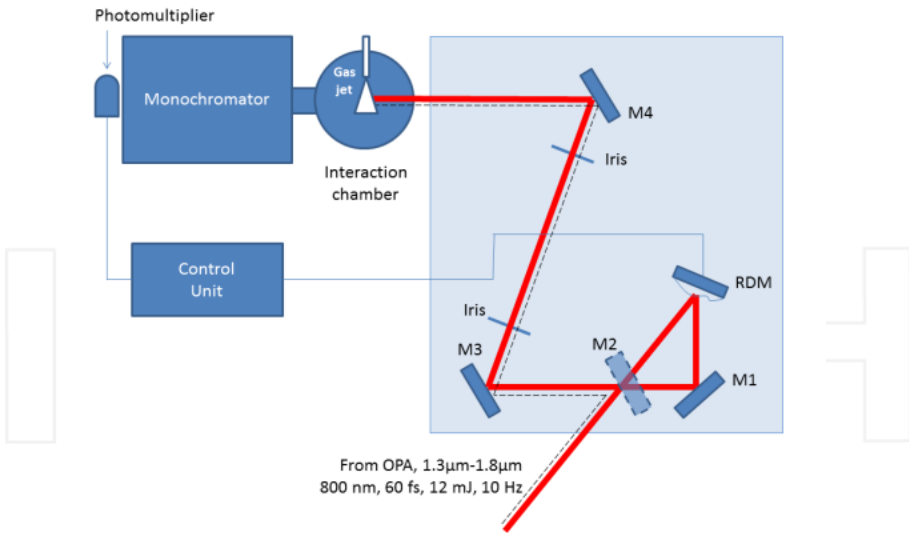 Photomultiplier
Monochromator
Gas
jet
M4
Iris
Interaction
chamber
Control
Unit
RDM
Iris
M3
M2
M1
From OPA, 1.3μm-1.8μm
800 nm, 60 fs, 12 mJ, 10 Hz